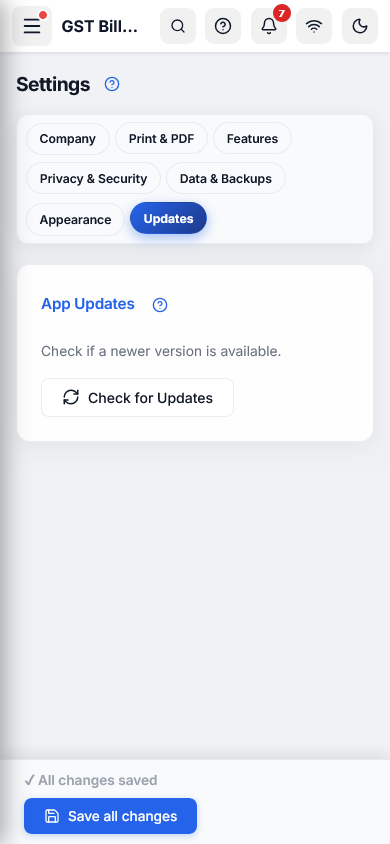 GST Bill...
7
Settings
Company
Print & PDF
Features
Privacy & Security
Data & Backups
Appearance
Updates
App Updates
Check if a newer version is available.
Check for Updates
✓ All changes saved
Save all changes